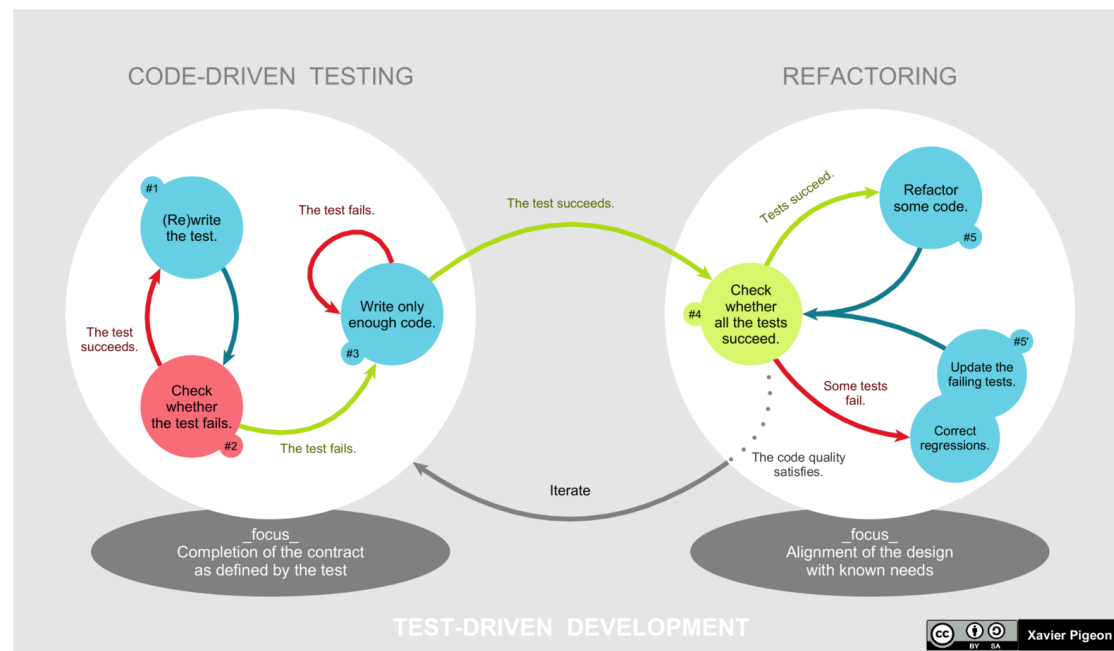 CODE-DRIVEN TESTING
REFACTORING
#1
(Re)write
the test.
The test fails.
The test succeeds.
Tests succeed.
Refactor
some code.
#5
The test
succeeds.
Write only
enough code.
#3
Check
whether
all the tests
succeed.
#4
#5'
Update the
failing tests.
Check
whether
the test fails.
#2
The test fails.
Some tests
fail.
Correct
regressions.
The code quality
satisfies.
Iterate
_focus_
Completion of the contract
as defined by the test
_focus_
Alignment of the design
with known needs
TEST-DRIVEN DEVELOPMENT
cc
BY SA
Xavier Pigeon